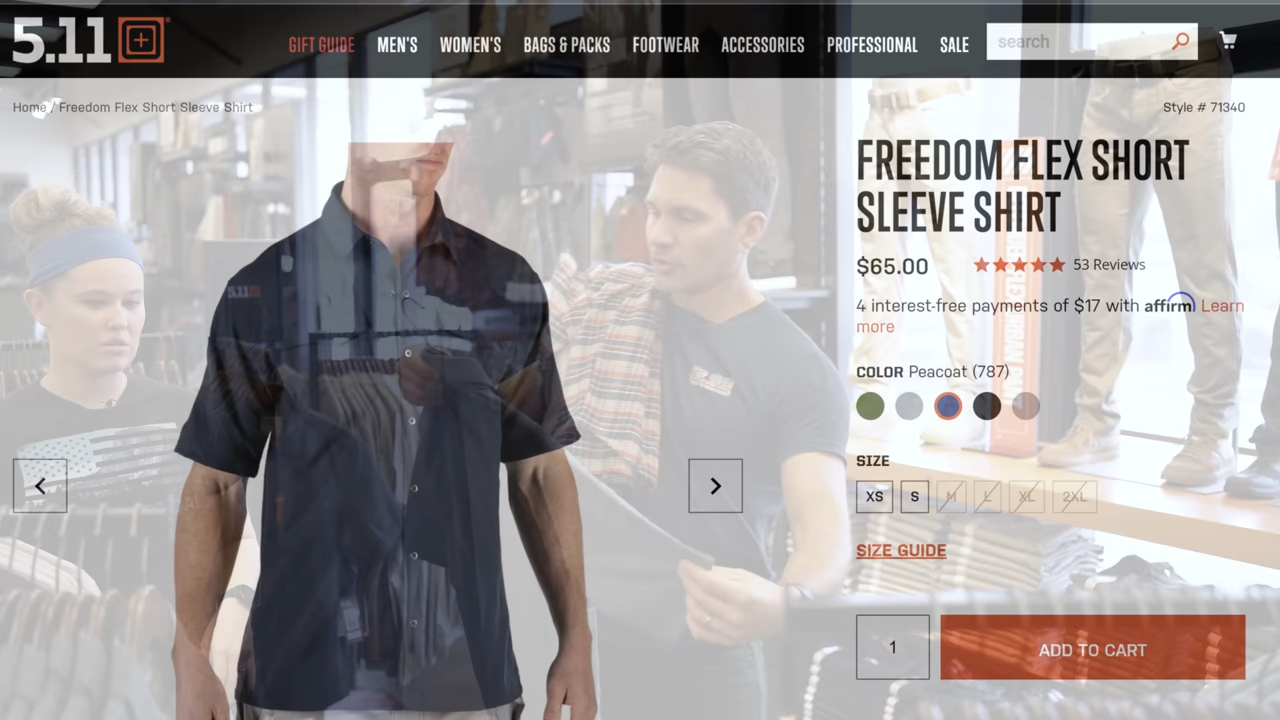 5.11
GIFT GUIDE MEN'S WOMEN'S BAGS & PACKS FOOTWEAR ACCESSORIES PROFESSIONAL SALE search
Home / Freedom Flex Short Sleeve Shirt
Style # 71340
FREEDOM FLEX SHORT
SLEEVE SHIRT
$65.00 53 Reviews
4 interest-free payments of $17 with affirm Learn
more
COLOR Peacoat (787)
SIZE
XS S M L XL 2XL
SIZE GUIDE
1 ADD TO CART
5.11